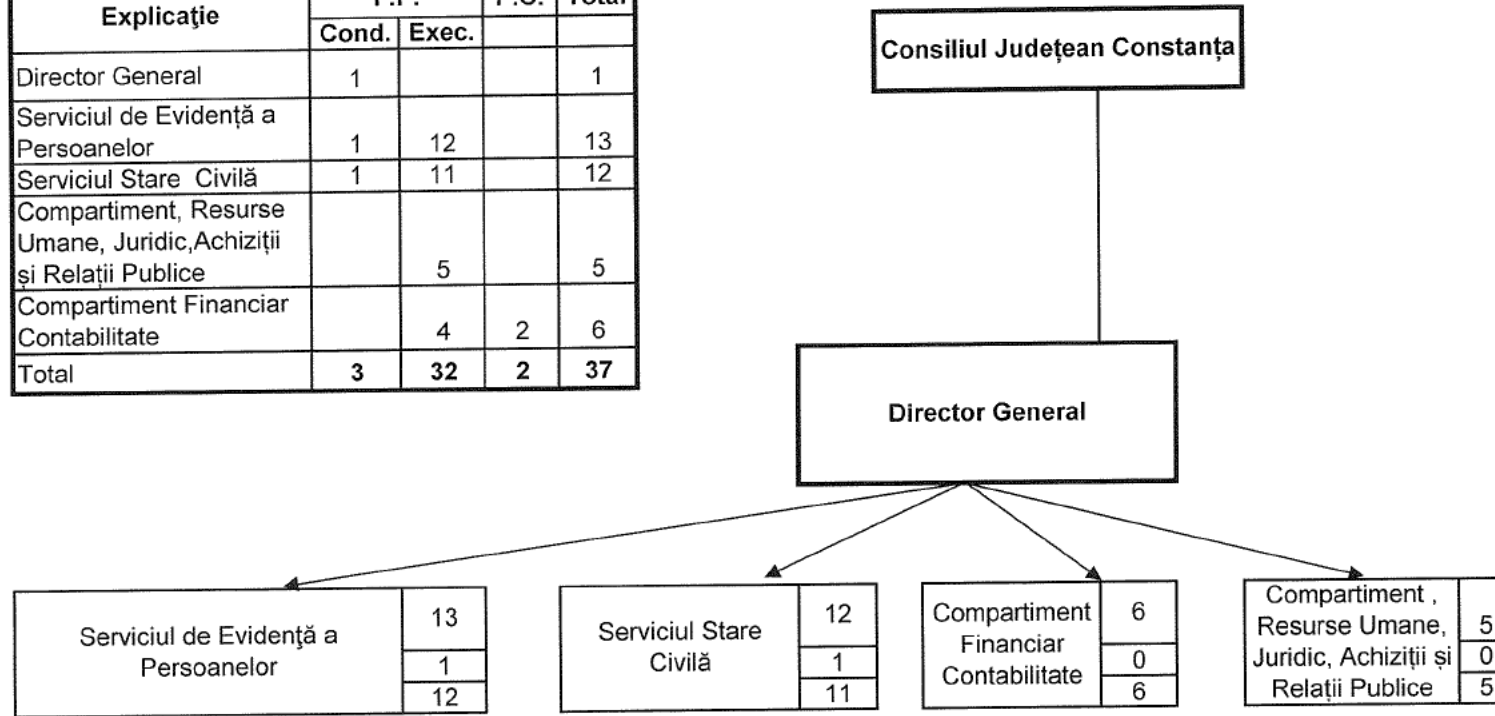 Explicaţie
Cond. Exec.
Director General 1 1
Serviciul de Evidență a
Persoanelor 1 12 13
Serviciul Stare Civilă 1 11 12
Compartiment, Resurse
Umane, Juridic,Achiziții
și Relații Publice 5 5
Compartiment Financiar
Contabilitate 4 2 6
Total 3 32 2 37
Consiliul Județean Constanța
Director General
Serviciul de Evidenţă a
Persoanelor
13
1
12
Serviciul Stare
Civilă
12
1
11
Compartiment
Financiar
Contabilitate
6
0
6
Compartiment ,
Resurse Umane,
Juridic, Achiziții și
Relații Publice
5
0
5